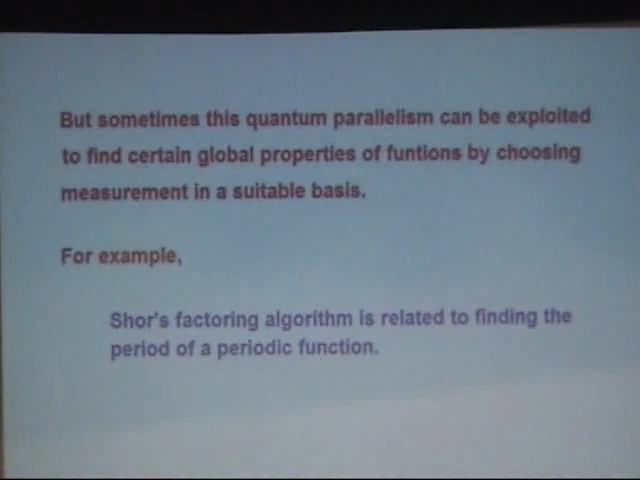 But sometimes this quantum parallelism can be exploited
to find certain global properties of funtions by choosing
measurement in a suitable basis.
For example,
Shor's factoring algorithm is related to finding the
period of a periodic function.